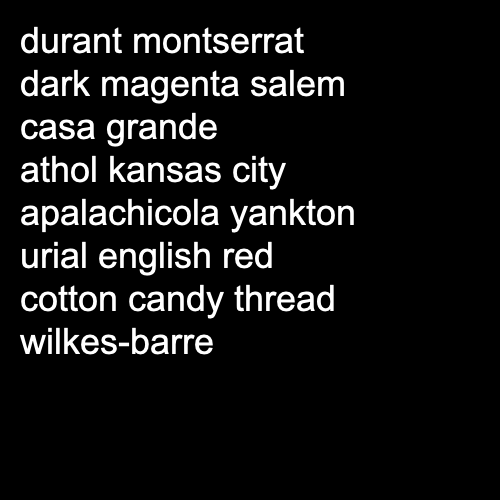 durant montserrat
dark magenta salem
casa grande
athol kansas city
apalachicola yankton
urial english red
cotton candy thread
wilkes-barre